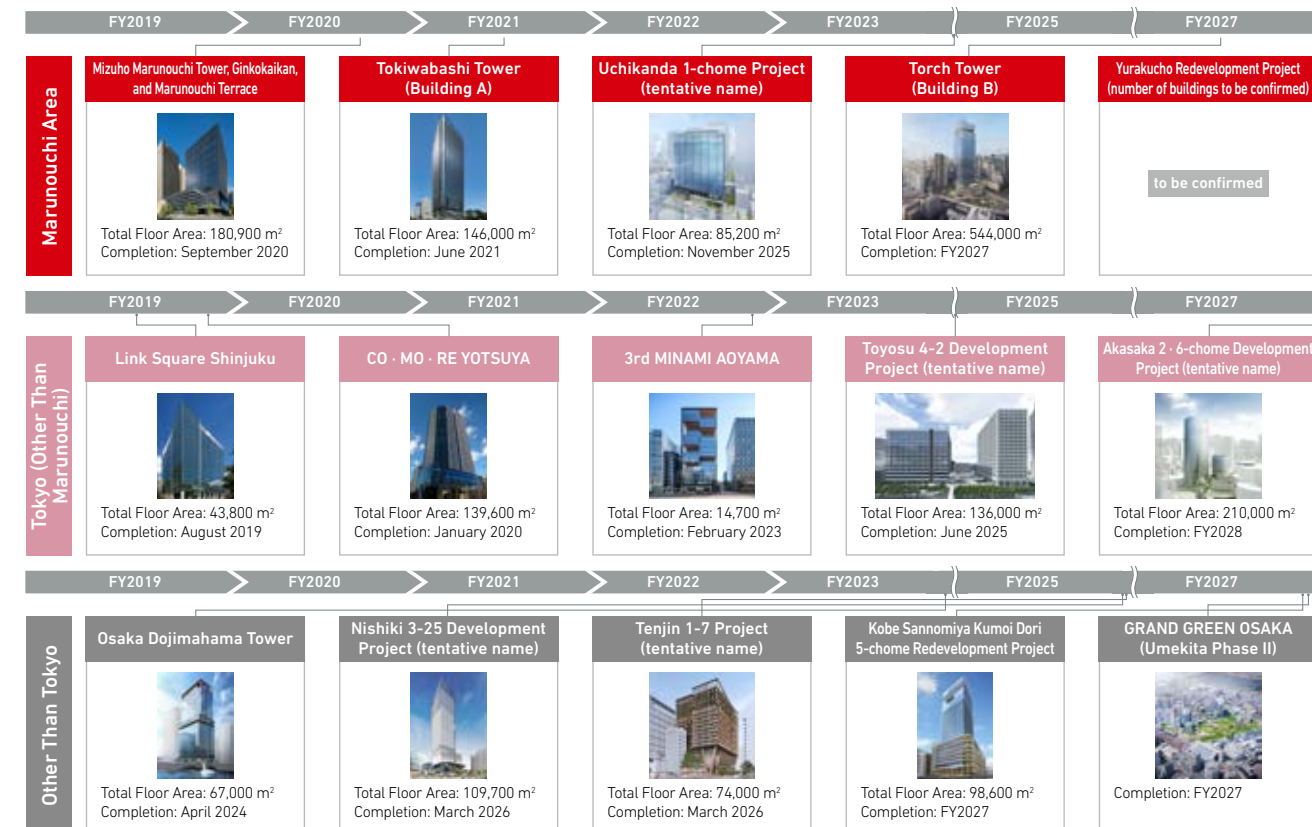 FY2019 FY2020 FY2021 FY2022 FY2023 FY2025 FY2027
Marunouchi Area
Mizuho Marunouchi Tower, Ginkokaikan,
and Marunouchi Terrace
Total Floor Area: 180,900 m²
Completion: September 2020
Tokiwabashi Tower
(Building A)
Total Floor Area: 146,000 m²
Completion: June 2021
Uchikanda 1-chome Project
(tentative name)
Total Floor Area: 85,200 m²
Completion: November 2025
Torch Tower
(Building B)
Total Floor Area: 544,000 m²
Completion: FY2027
Yurakucho Redevelopment Project
(number of buildings to be confirmed)
to be confirmed
FY2019 FY2020 FY2021 FY2022 FY2023 FY2025 FY2027
Tokyo (Other Than
Marunouchi)
Link Square Shinjuku
Total Floor Area: 43,800 m²
Completion: August 2019
CO · MO · RE YOTSUYA
Total Floor Area: 139,600 m²
Completion: January 2020
3rd MINAMI AOYAMA
Total Floor Area: 14,700 m²
Completion: February 2023
Toyosu 4-2 Development
Project (tentative name)
Total Floor Area: 136,000 m²
Completion: June 2025
Akasaka 2 · 6-chome Development
Project (tentative name)
Total Floor Area: 210,000 m²
Completion: FY2028
FY2019 FY2020 FY2021 FY2022 FY2023 FY2025 FY2027
Other Than Tokyo
Osaka Dojimahama Tower
Total Floor Area: 67,000 m²
Completion: April 2024
Nishiki 3-25 Development
Project (tentative name)
Total Floor Area: 109,700 m²
Completion: March 2026
Tenjin 1-7 Project
(tentative name)
Total Floor Area: 74,000 m²
Completion: March 2026
Kobe Sannomiya Kumoi Dori
5-chome Redevelopment Project
Total Floor Area: 98,600 m²
Completion: FY2027
GRAND GREEN OSAKA
(Umekita Phase II)
Completion: FY2027